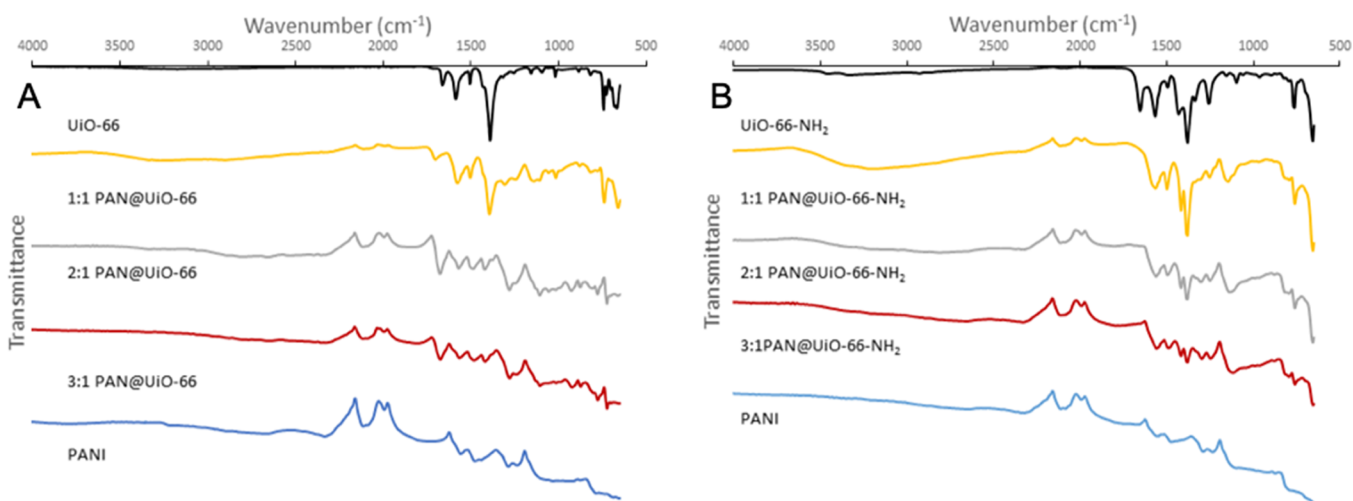 Wavenumber (cm⁻¹)
4000 3500 3000 2500 2000 1500 1000 500
A
Transmittance
UiO-66
1:1 PAN@UiO-66
2:1 PAN@UiO-66
3:1 PAN@UiO-66
PANI
Wavenumber (cm⁻¹)
4000 3500 3000 2500 2000 1500 1000 500
B
Transmittance
UiO-66-NH₂
1:1 PAN@UiO-66-NH₂
2:1 PAN@UiO-66-NH₂
3:1PAN@UiO-66-NH₂
PANI